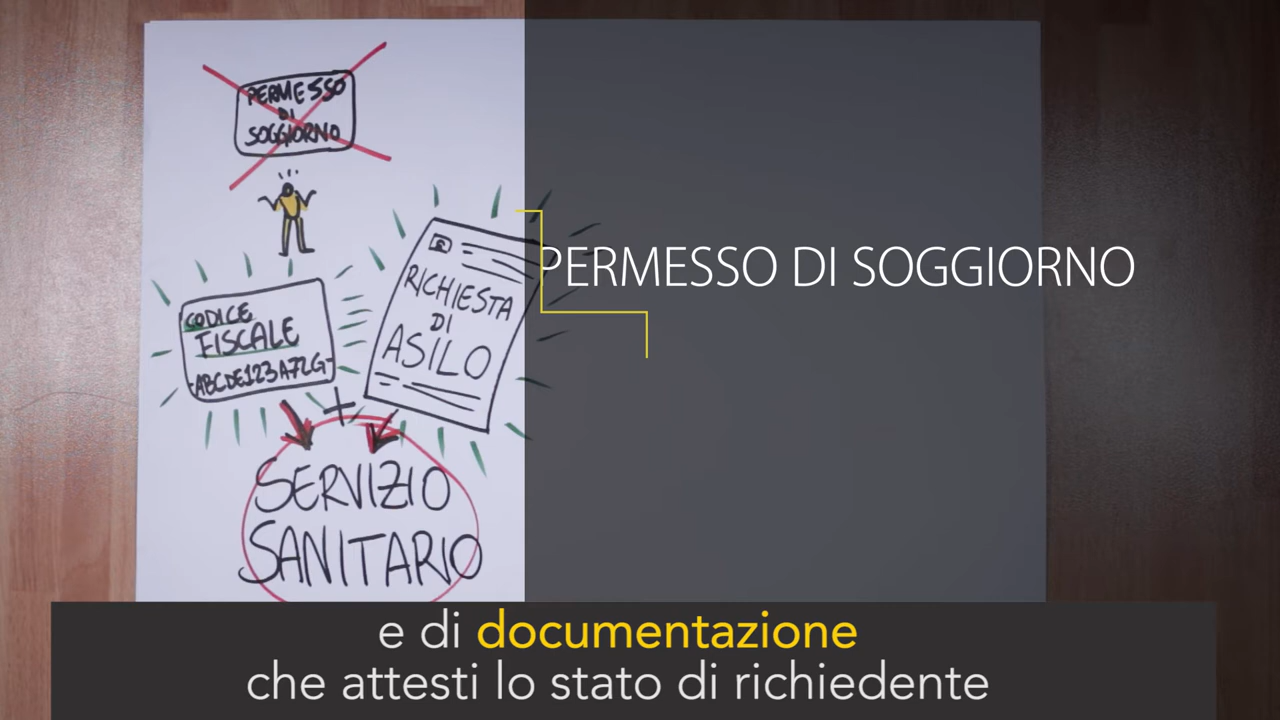 PERMESSO
DI
SOGGIORNO
PERMESSO DI SOGGIORNO
CODICE
FISCALE
ABCDE123A72G
RICHIESTA
DI
ASILO
+
SERVIZIO
SANITARIO
e di documentazione
che attesti lo stato di richiedente